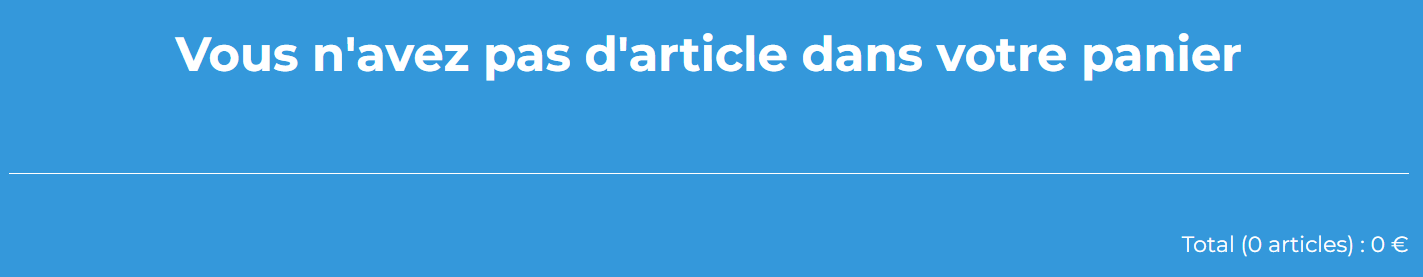 Vous n'avez pas d'article dans votre panier
Total (0 articles) : 0 €